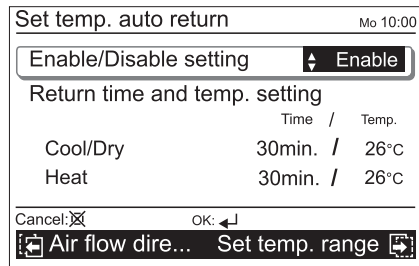 Set temp. auto return Mo 10:00
Enable/Disable setting Enable
Return time and temp. setting
Time / Temp.
Cool/Dry 30min. / 26°C
Heat 30min. / 26°C
Cancel: OK:
Air flow dire... Set temp. range